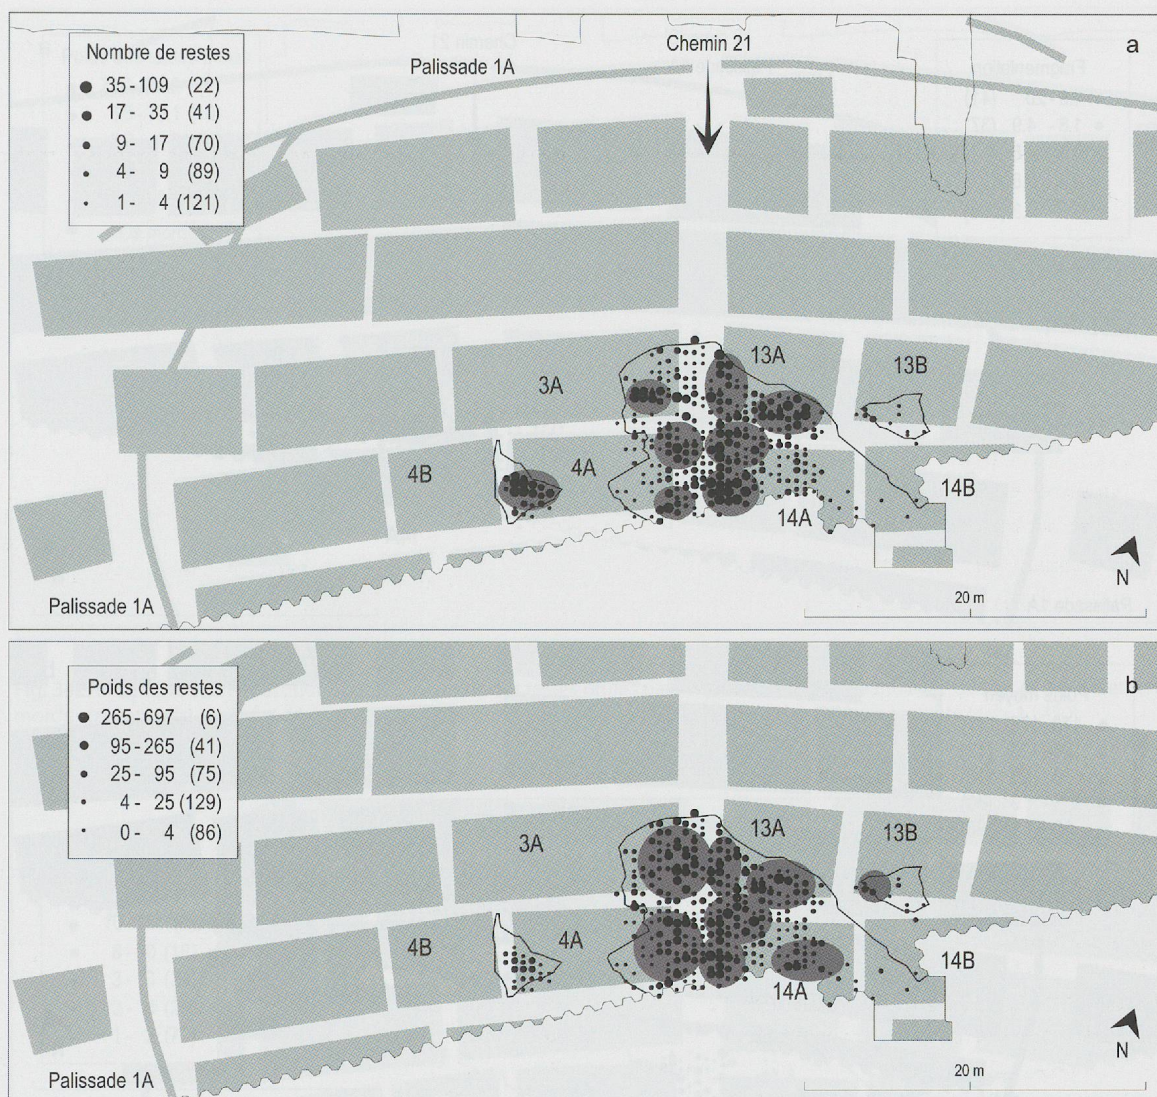 a
Nombre de restes
35-109 (22)
17- 35 (41)
9- 17 (70)
4- 9 (89)
1- 4 (121)
Palissade 1A
Chemin 21
3A
13A
13B
4B
4A
14A
14B
Palissade 1A
N
20 m
b
Poids des restes
265-697 (6)
95-265 (41)
25- 95 (75)
4- 25 (129)
0- 4 (86)
3A
13A
13B
4B
4A
14A
14B
Palissade 1A
N
20 m